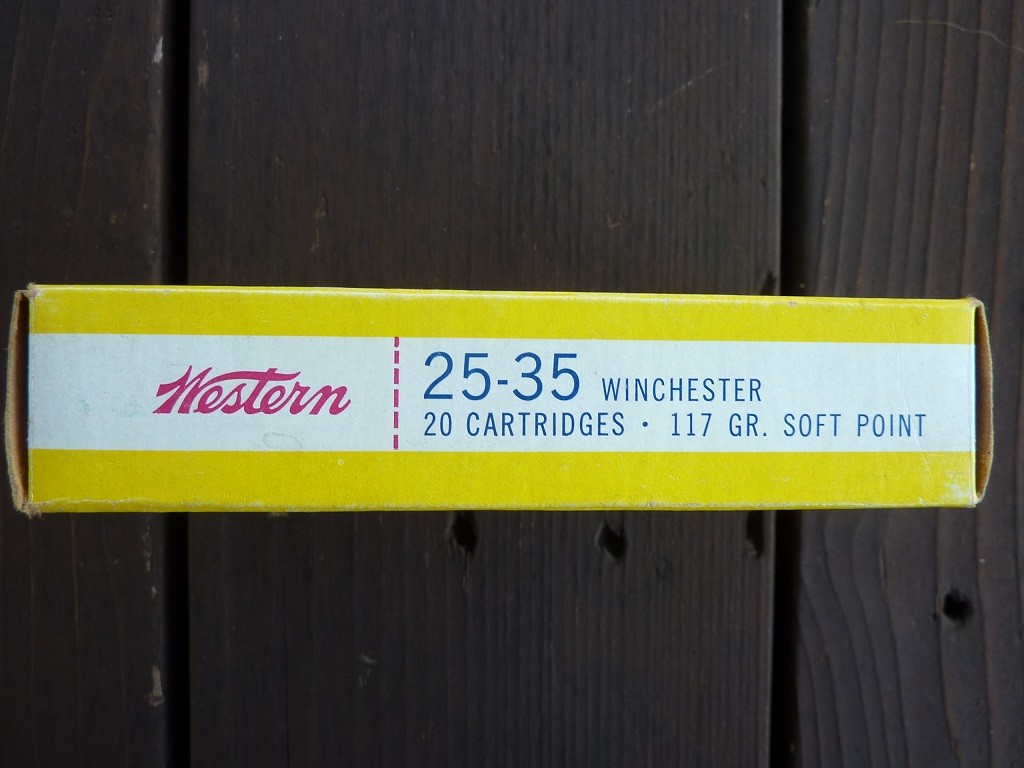 Western
25-35 WINCHESTER
20 CARTRIDGES · 117 GR. SOFT POINT